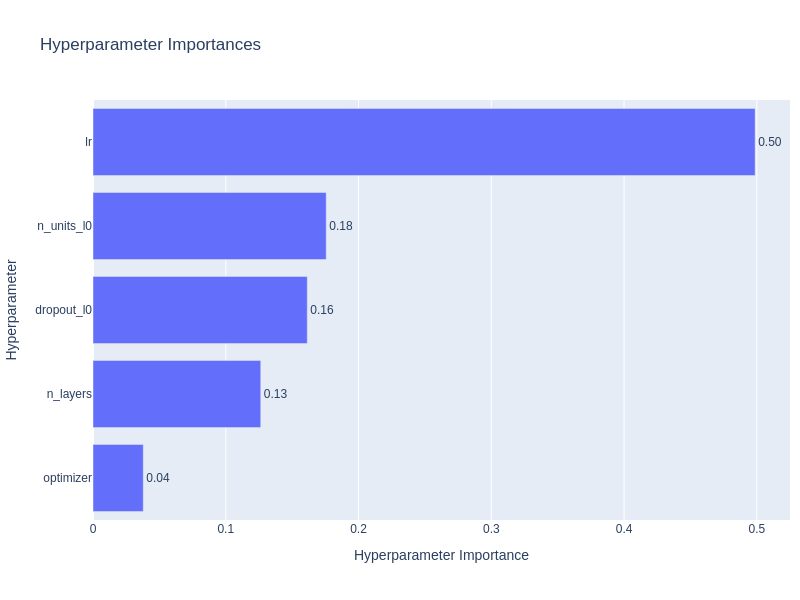 Hyperparameter Importances
lr
0.50
n_units_l0
0.18
dropout_l0
0.16
n_layers
0.13
optimizer
0.04
0
0.1
0.2
0.3
0.4
0.5
Hyperparameter Importance
Hyperparameter